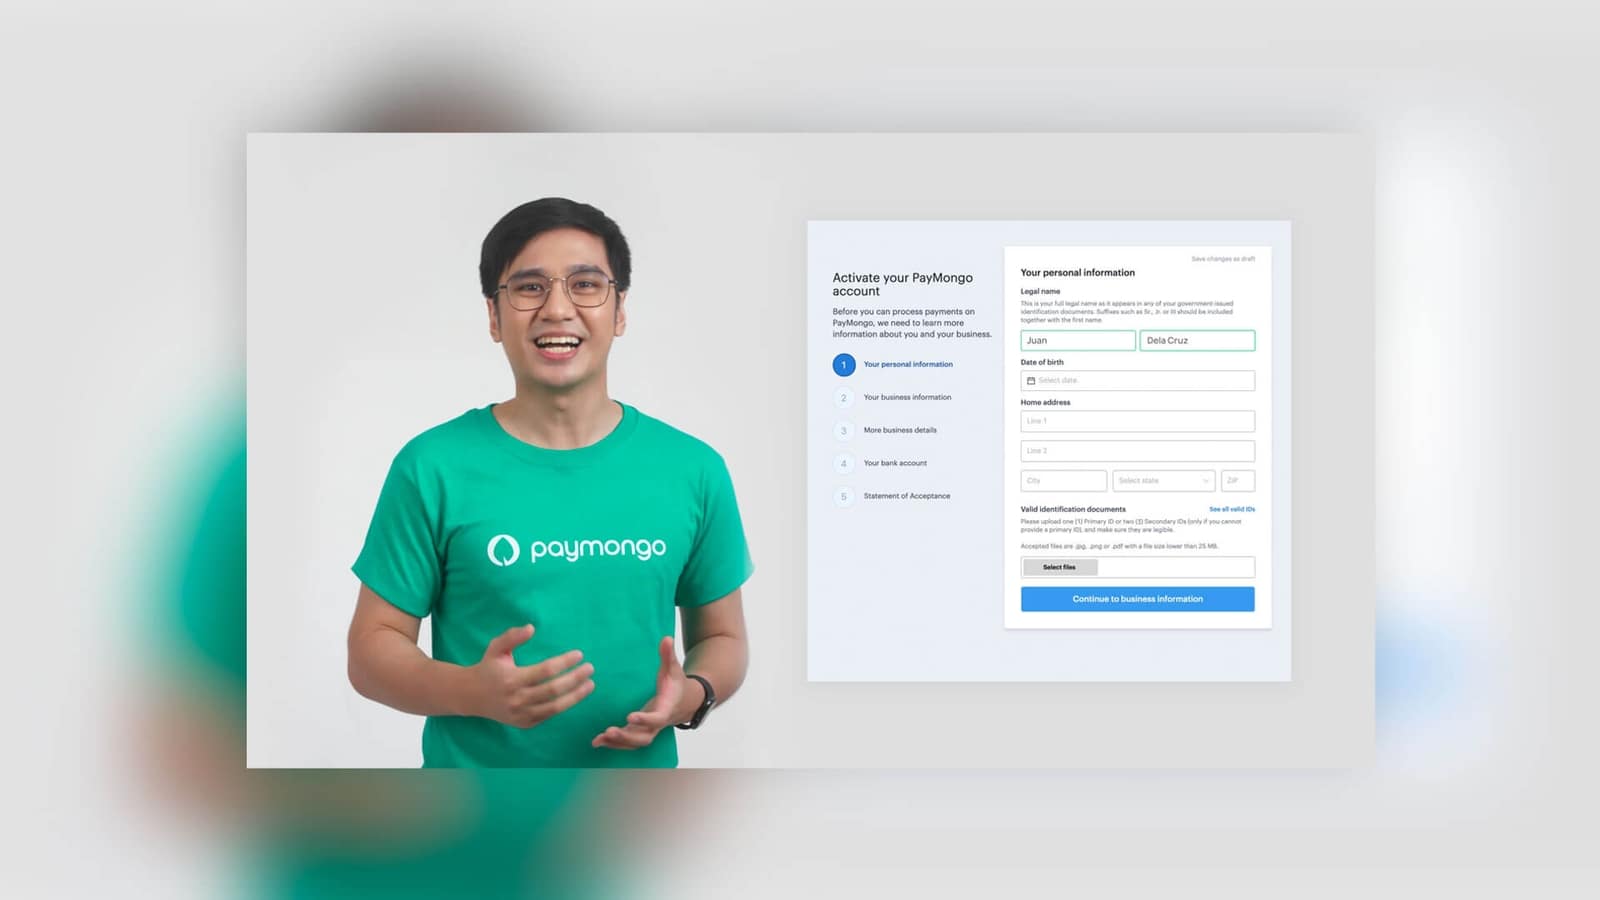 paymongo
Activate your PayMongo
account
Before you can process payments on
PayMongo, we need to learn more
information about you and your business.
1 Your personal information
2 Your business information
3 More business details
4 Your bank account
5 Statement of Acceptance
Save changes as draft
Your personal information
Legal name
This is your full legal name as it appears in any of your government issued
identification documents. Suffixes such as Sr., Jr. or III should be included
together with the first name.
Juan Dela Cruz
Date of birth
Select date
Home address
Line 1
Line 2
City Select state ZIP
Valid identification documents See all valid IDs
Please upload one (1) Primary ID or two (2) Secondary IDs (only if you cannot
provide a primary ID), and make sure they are legible.
Accepted files are .jpg, .png or .pdf with a file size lower than 25 MB.
Select files
Continue to business information